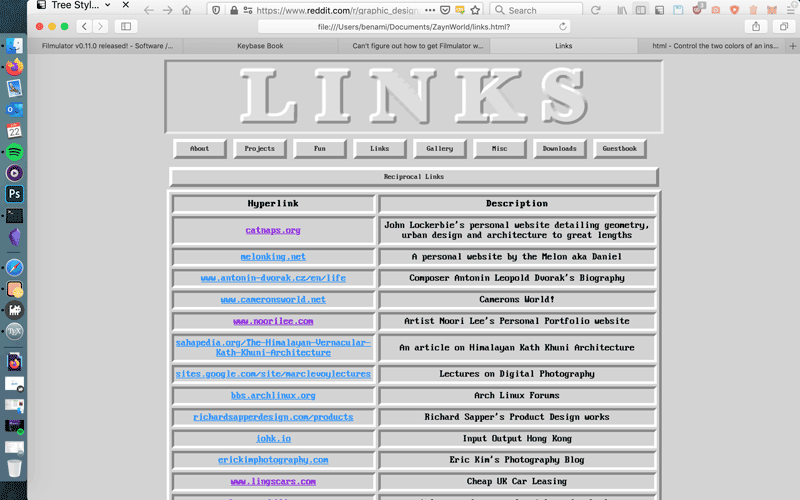 Tree Styl...
https://www.reddit.com/r/graphic_design
Search
file:///Users/benami/Documents/ZaynWorld/links.html?
Filmulator v0.11.0 released! - Software /...
Keybase Book
Can't figure out how to get Filmulator w...
Links
html - Control the two colors of an ins...
LINKS
About
Projects
Fun
Links
Gallery
Misc
Downloads
Guestbook
Reciprocal Links
Hyperlink
Description
catnaps.org
John Lockerbie's personal website detailing geometry,
urban design and architecture to great lengths
melonking.net
A personal website by the Melon aka Daniel
www.antonin-dvorak.cz/en/life
Composer Antonin Leopold Dvorak's Biography
www.cameronsworld.net
Camerons World!
www.noorilee.com
Artist Noori Lee's Personal Portfolio website
sahapedia.org/The-Himalayan-Vernacular-
Kath-Khuni-Architecture
An article on Himalayan Kath Khuni Architecture
sites.google.com/site/marclevoylectures
Lectures on Digital Photography
bbs.archlinux.org
Arch Linux Forums
richardsapperdesign.com/products
Richard Sapper's Product Design works
iohk.io
Input Output Hong Kong
erickimphotography.com
Eric Kim's Photography Blog
www.lingscars.com
Cheap UK Car Leasing
22
Ps
TEX